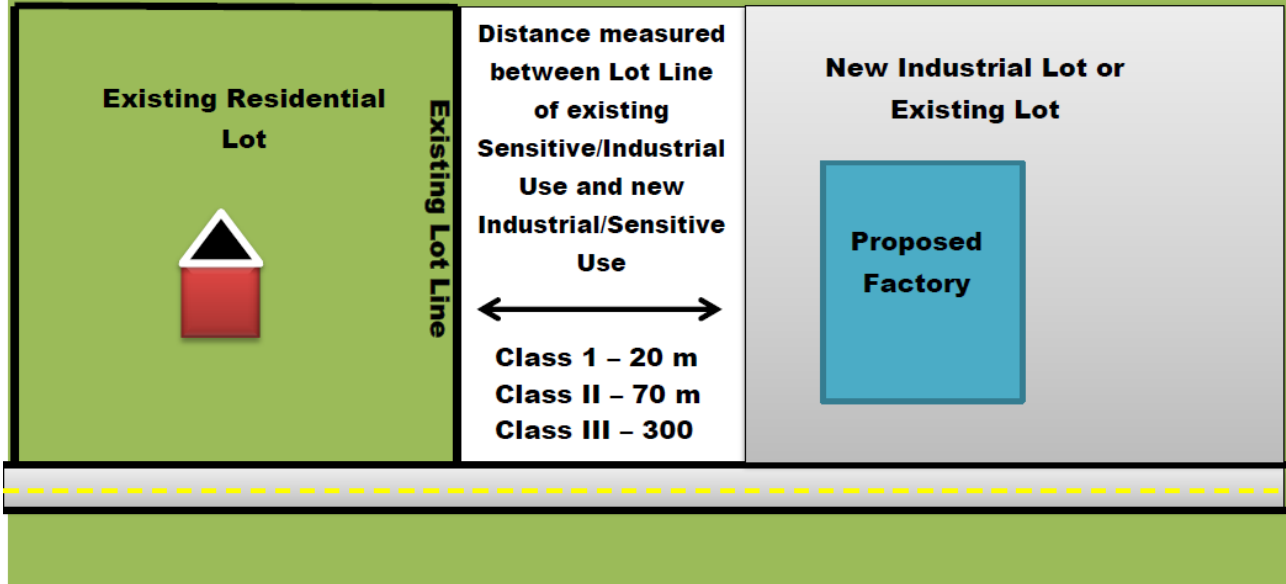 Existing Residential
Lot
Existing Lot Line
Distance measured
between Lot Line
of existing
Sensitive/Industrial
Use and new
Industrial/Sensitive
Use
Class 1 – 20 m
Class II – 70 m
Class III – 300
New Industrial Lot or
Existing Lot
Proposed
Factory